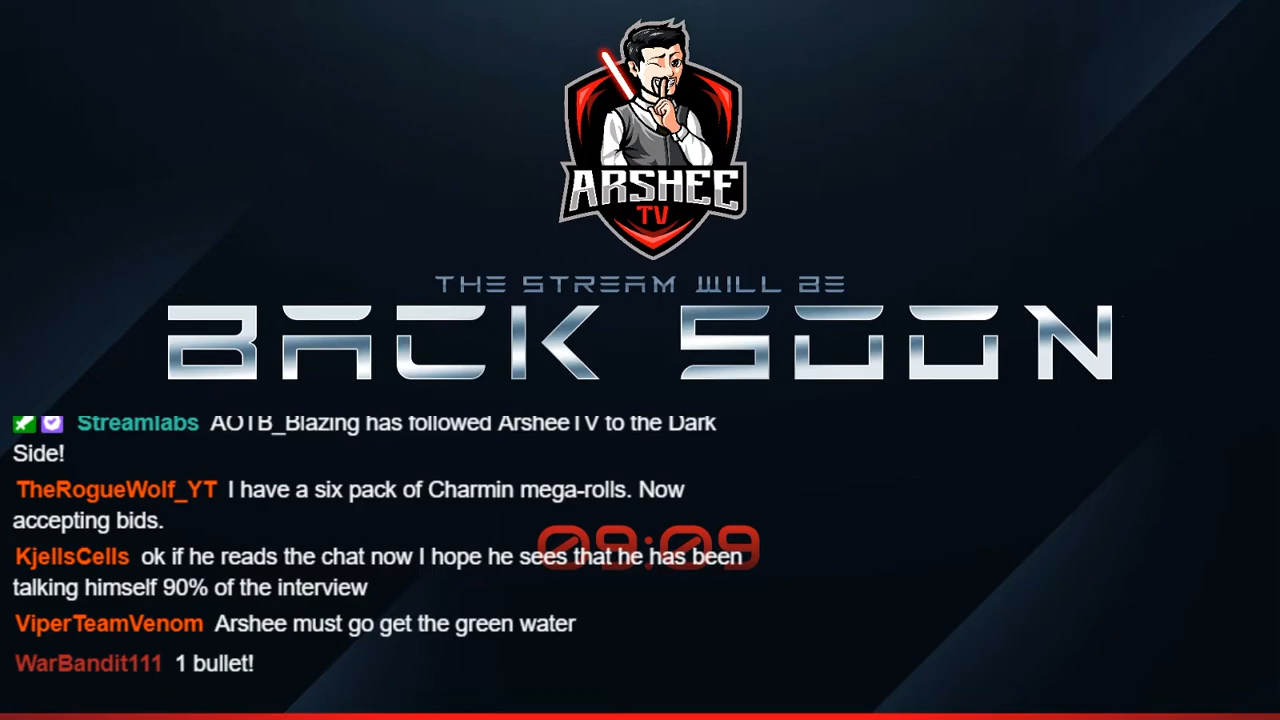 ARSHEE
TV
THE STREAM WILL BE
BACK SOON
Streamlabs AOTB_Blazing has followed ArsheeTV to the Dark
Side!
TheRogueWolf_YT I have a six pack of Charmin mega-rolls. Now
accepting bids.
09:09
KjellsCells ok if he reads the chat now I hope he sees that he has been
talking himself 90% of the interview
ViperTeamVenom Arshee must go get the green water
WarBandit111 1 bullet!